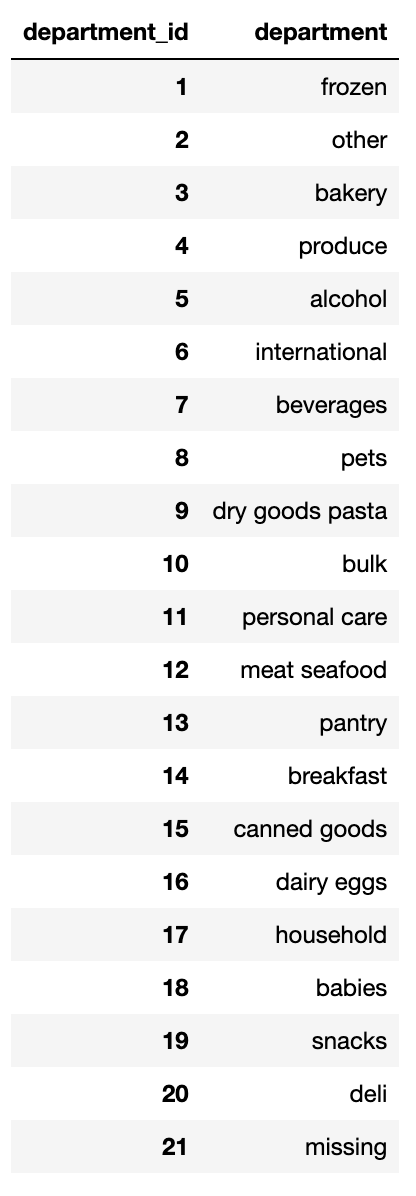 department_id department
1 frozen
2 other
3 bakery
4 produce
5 alcohol
6 international
7 beverages
8 pets
9 dry goods pasta
10 bulk
11 personal care
12 meat seafood
13 pantry
14 breakfast
15 canned goods
16 dairy eggs
17 household
18 babies
19 snacks
20 deli
21 missing